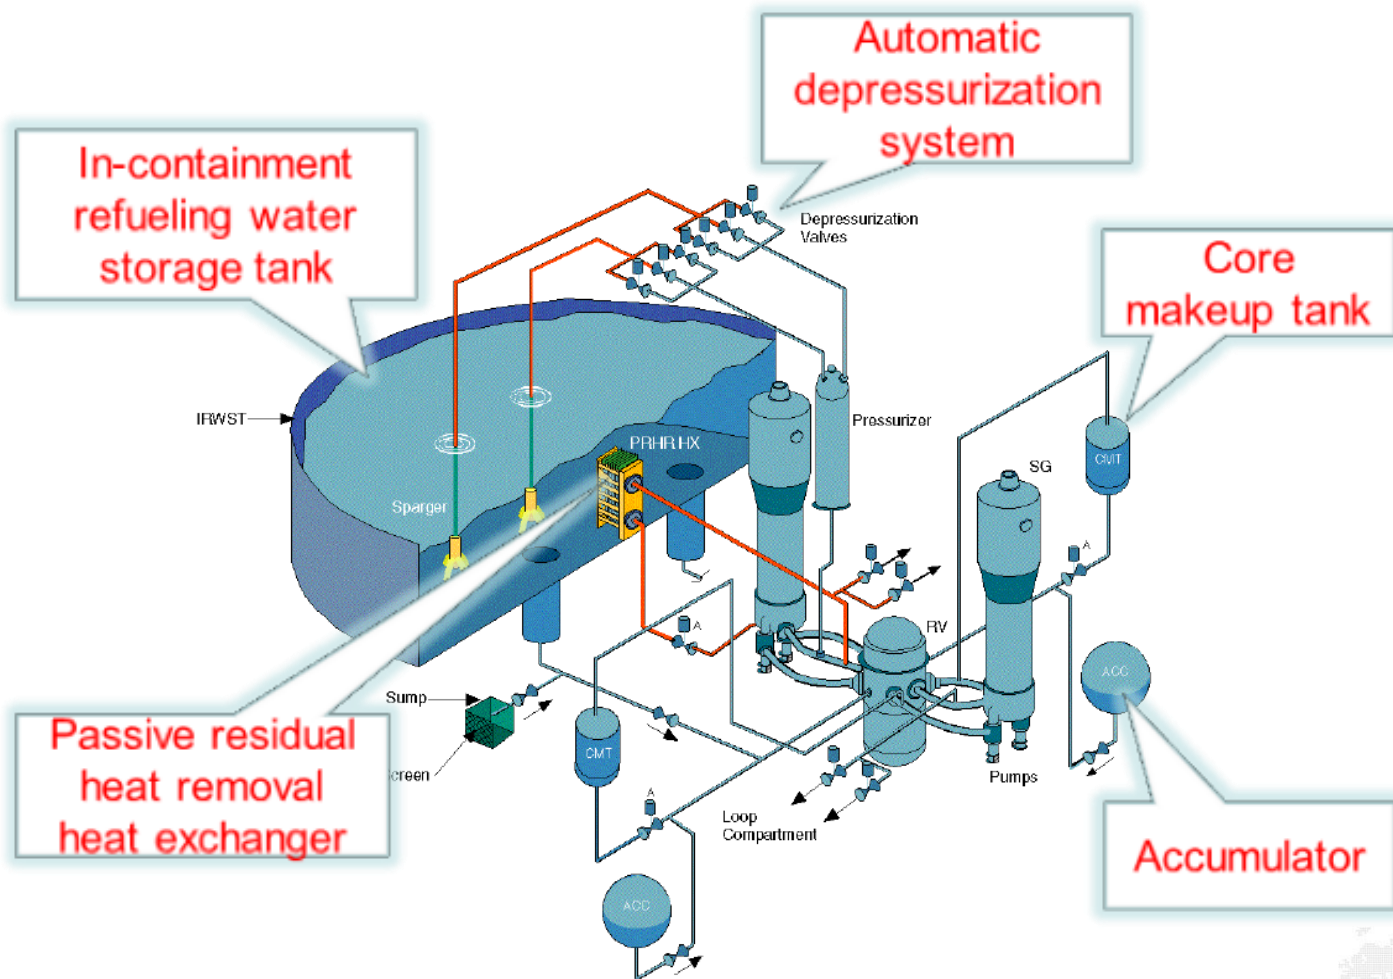 Automatic
depressurization
system
In-containment
refueling water
storage tank
Depressurization
Valves
Core
makeup tank
IRWST
Pressurizer
PRHR HX
SG
CMT
Sparger
A
RV
A
ACC
Sump
Passive residual
heat removal
heat exchanger
creen
CMT
Pumps
A
Loop
Compartment
Accumulator
ACC